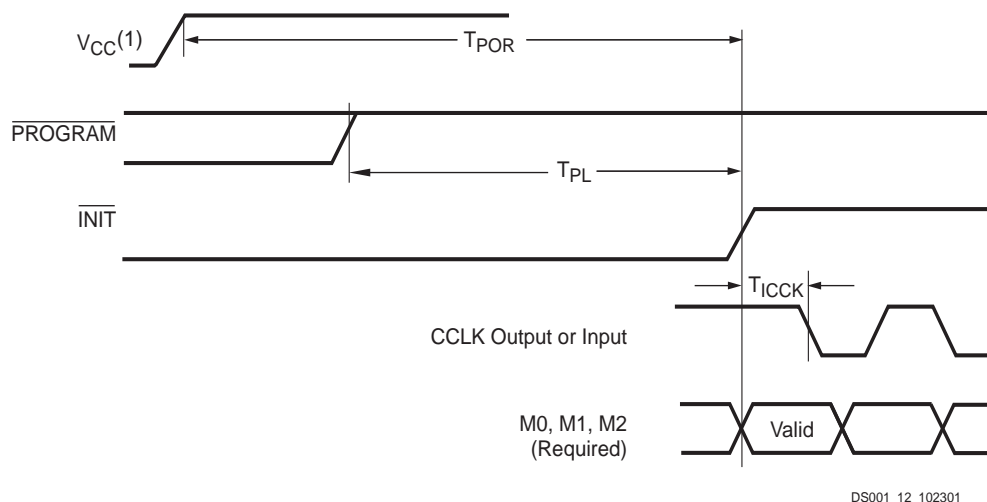 VCC(1)
TPOR
PROGRAM
TPL
INIT
TICCK
CCLK Output or Input
M0, M1, M2
(Required)
Valid
DS001_12_102301